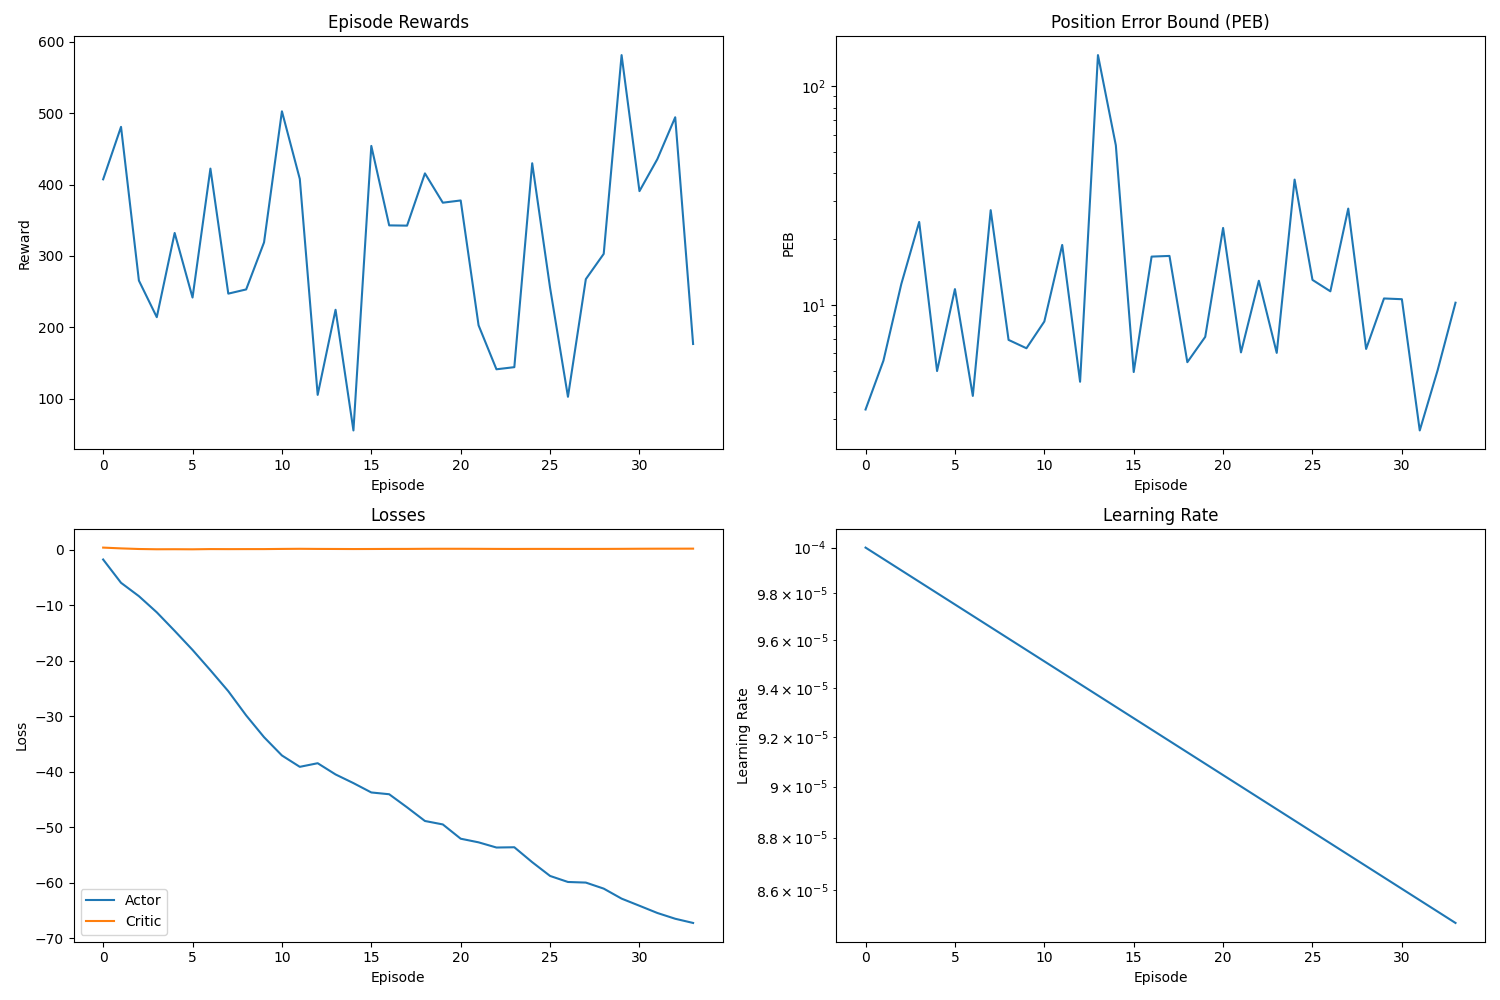 Episode Rewards
600
500
400
300
200
100
Reward
0 5 10 15 20 25 30
Episode
Position Error Bound (PEB)
10²
10¹
PEB
0 5 10 15 20 25 30
Episode
Losses
0
−10
−20
−30
−40
−50
−60
−70
Loss
Actor
Critic
0 5 10 15 20 25 30
Episode
Learning Rate
10⁻⁴
9.8 × 10⁻⁵
9.6 × 10⁻⁵
9.4 × 10⁻⁵
9.2 × 10⁻⁵
9 × 10⁻⁵
8.8 × 10⁻⁵
8.6 × 10⁻⁵
Learning Rate
0 5 10 15 20 25 30
Episode